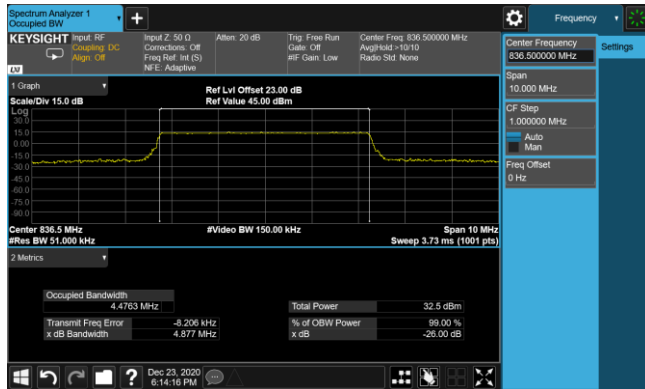 Spectrum Analyzer 1
Occupied BW
Frequency
KEYSIGHT
Input: RF
Coupling: DC
Align: Off
Input Z: 50 Ω
Corrections: Off
Freq Ref: Int (S)
NFE: Adaptive
Atten: 20 dB
Trig: Free Run
Gate: Off
#IF Gain: Low
Center Freq: 836.500000 MHz
Avg|Hold:>10/10
Radio Std: None
LXI
Center Frequency
836.500000 MHz
Settings
Span
10.000 MHz
CF Step
1.000000 MHz
Auto
Man
Freq Offset
0 Hz
1 Graph
Scale/Div 15.0 dB
Ref Lvl Offset 23.00 dB
Ref Value 45.00 dBm
Log
30.0
15.0
0.00
-15.0
-30.0
-45.0
-60.0
-75.0
-90.0
Center 836.5 MHz
#Video BW 150.00 kHz
Span 10 MHz
#Res BW 51.000 kHz
Sweep 3.73 ms (1001 pts)
2 Metrics
Occupied Bandwidth
4.4763 MHz
Total Power
32.5 dBm
Transmit Freq Error
-8.206 kHz
% of OBW Power
99.00 %
x dB Bandwidth
4.877 MHz
x dB
-26.00 dB
?
Dec 23, 2020
6:14:16 PM